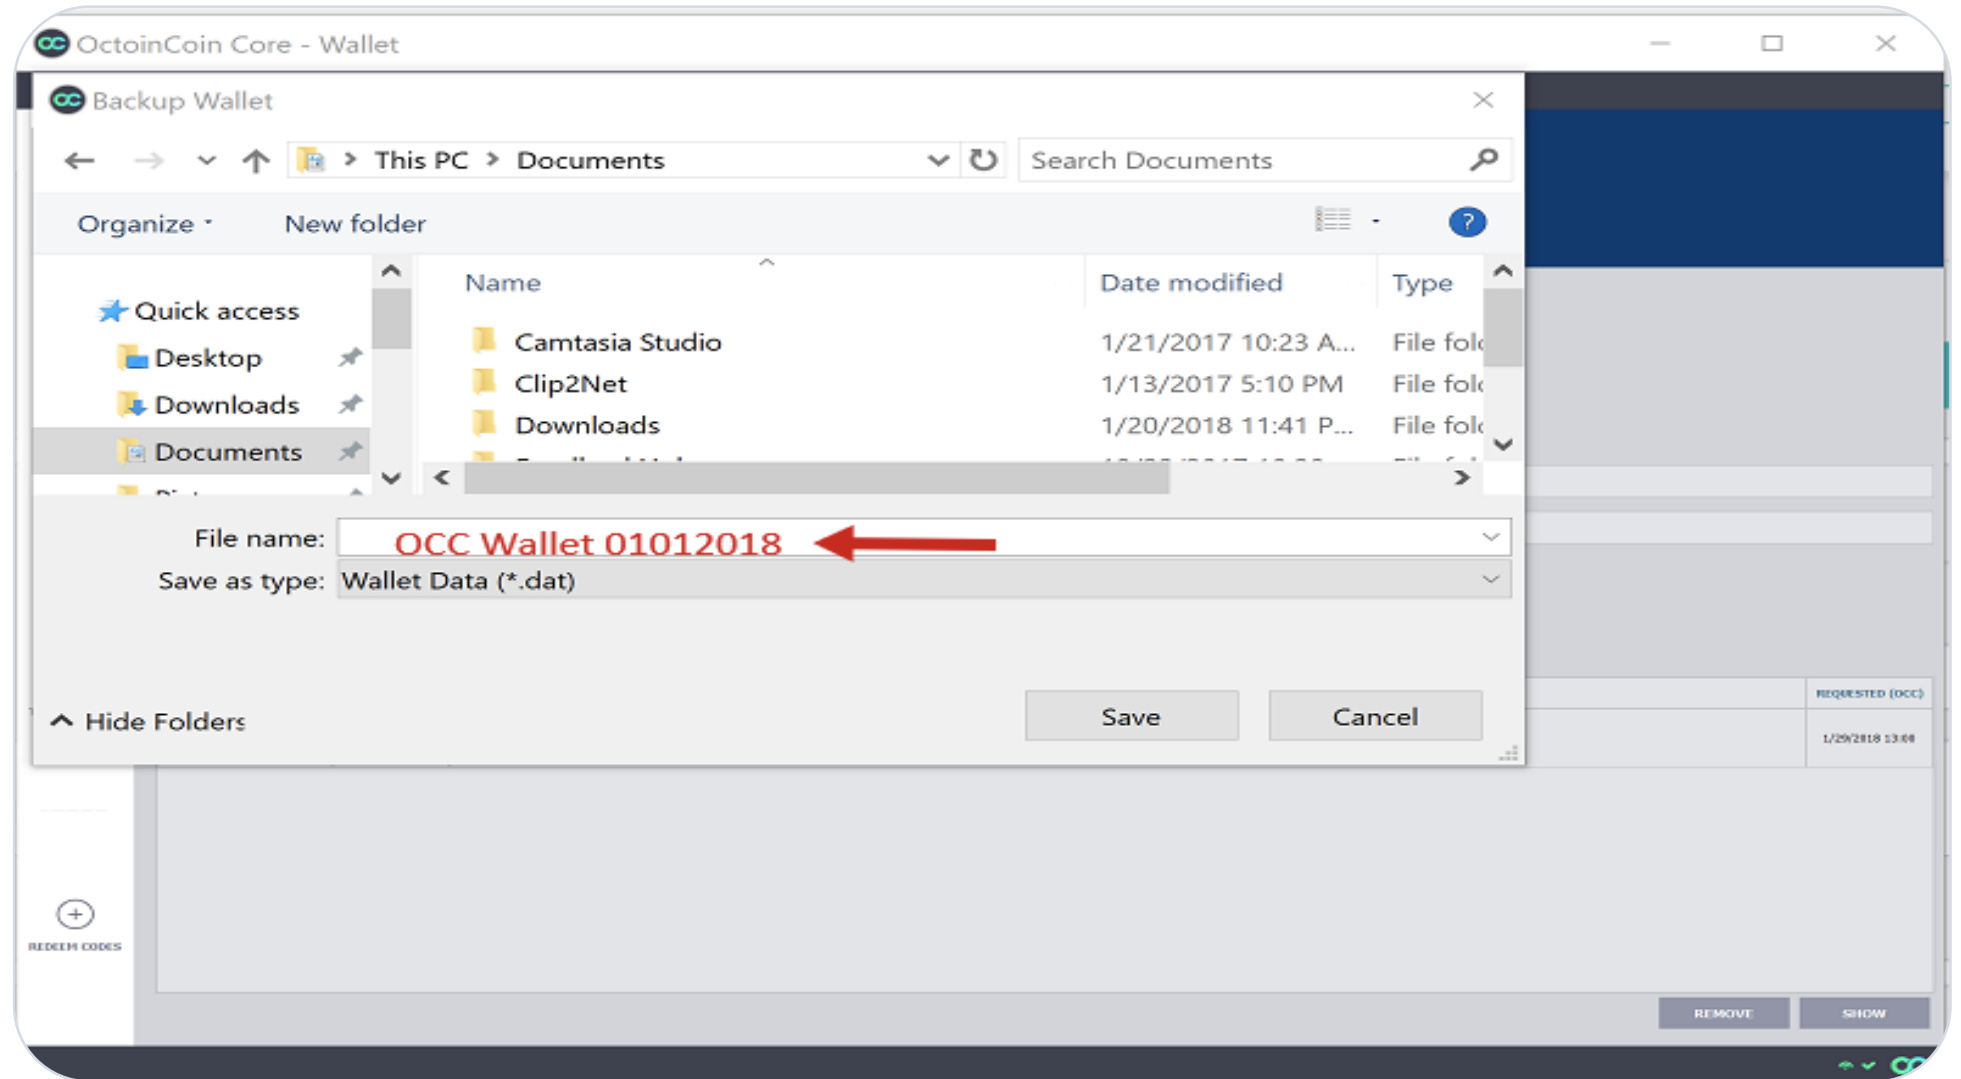 OctoinCoin Core - Wallet
Backup Wallet
This PC > Documents
Search Documents
Organize
New folder
Name
Date modified
Type
Quick access
Camtasia Studio
1/21/2017 10:23 A...
File
Desktop
Clip2Net
1/13/2017 5:10 PM
File
Downloads
Downloads
1/20/2018 11:41 P...
File
Documents
File name:
OCC Wallet 01012018
Save as type:
Wallet Data (*.dat)
Hide Folders
Save
Cancel
REQUESTED (OCC)
1/29/2018 13:00
REDEEM CODES
REMOVE
SHOW